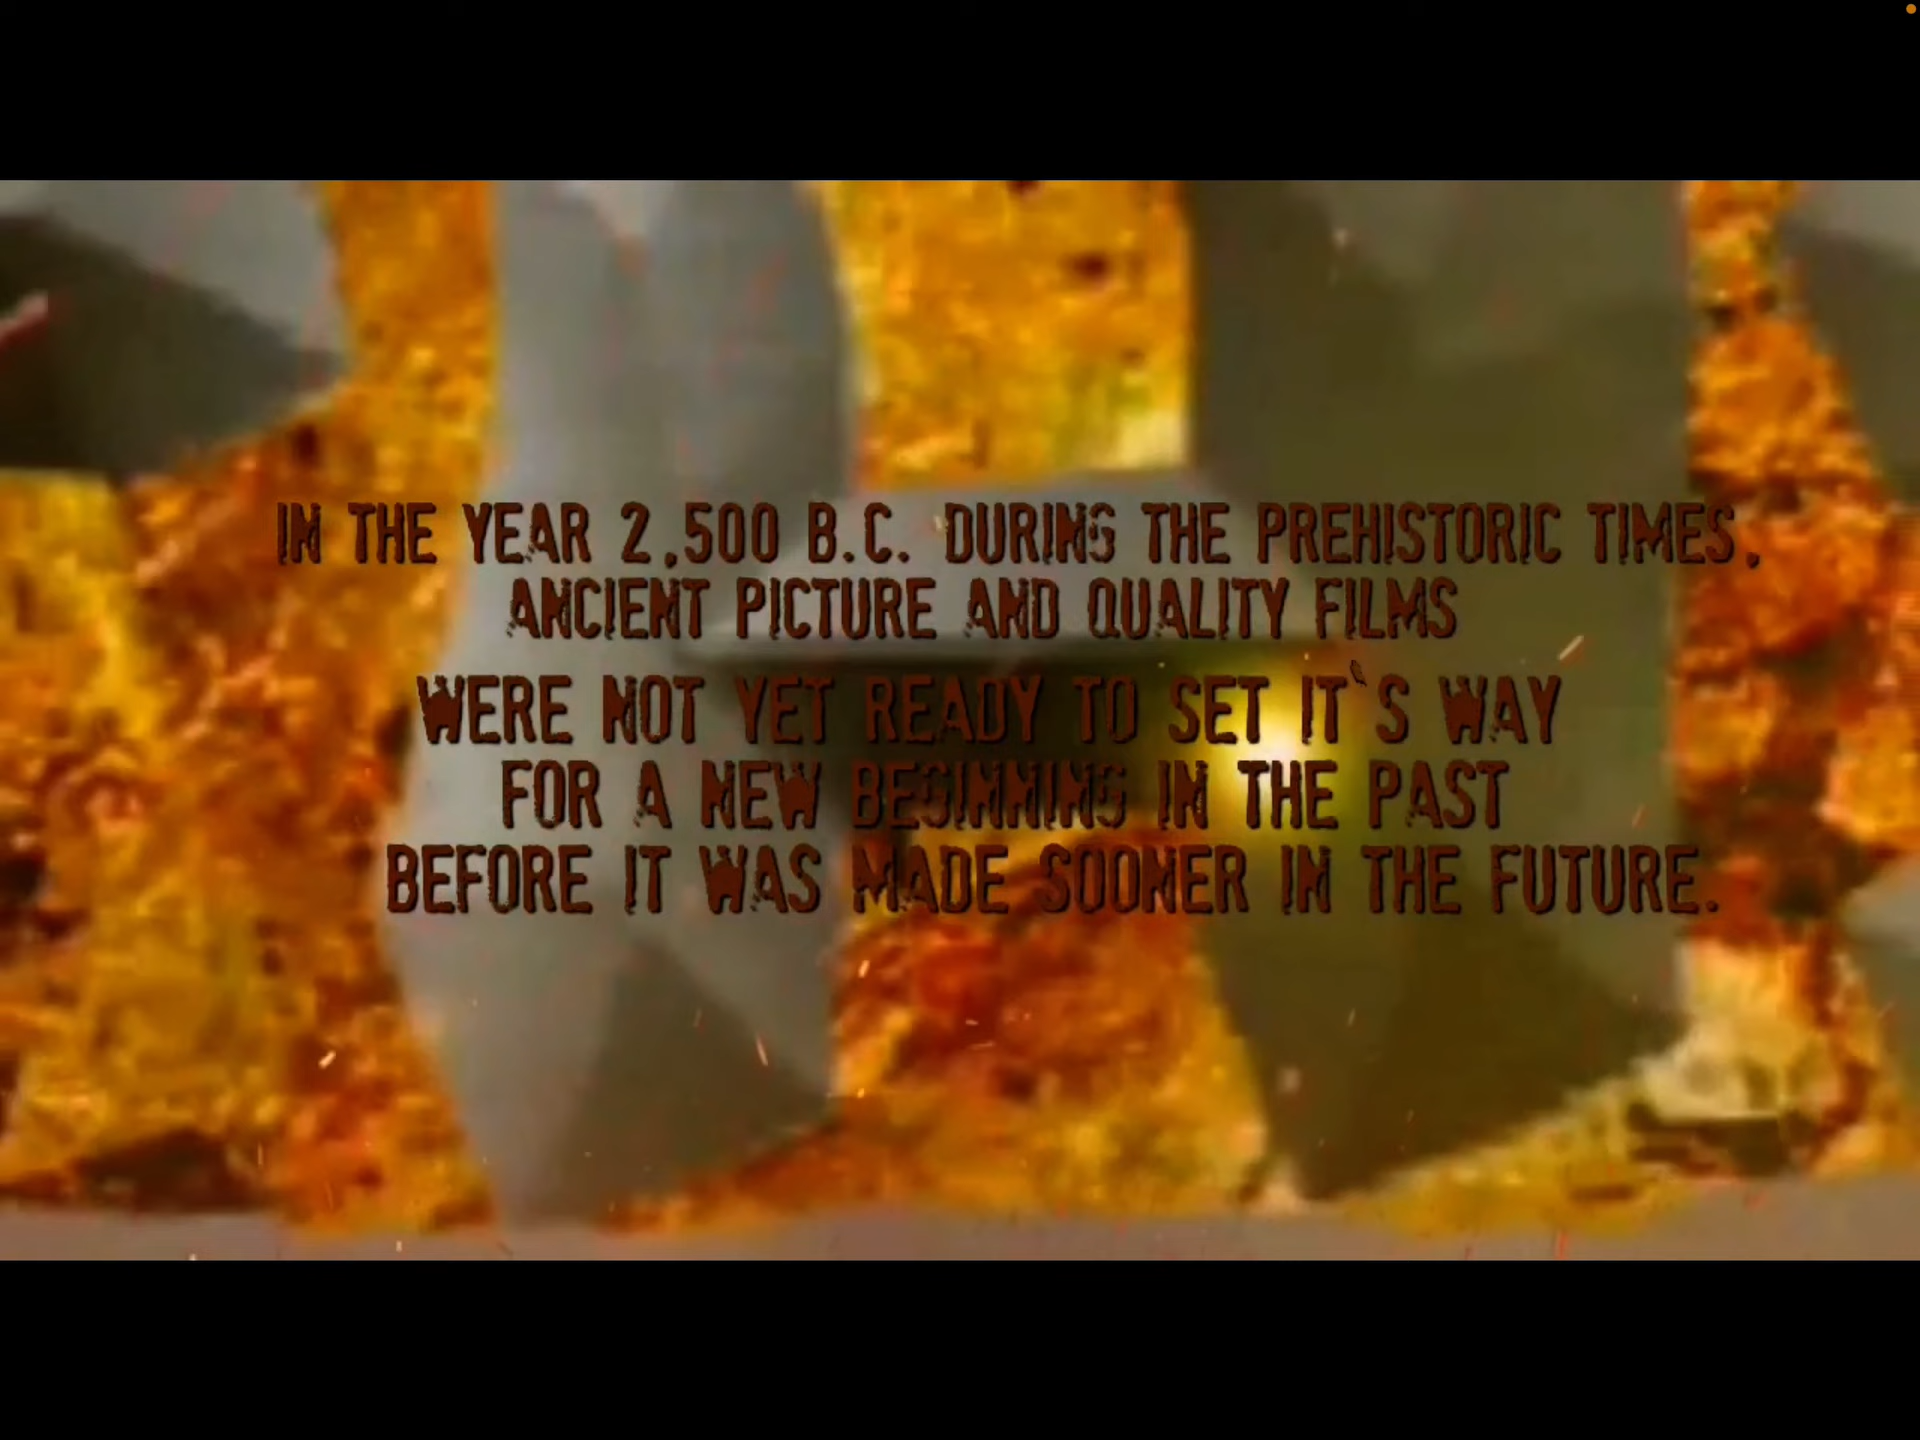 IN THE YEAR 2,500 B.C. DURING THE PREHISTORIC TIMES,
ANCIENT PICTURE AND QUALITY FILMS
WERE NOT YET READY TO SET IT`S WAY
FOR A NEW BEGINNING IN THE PAST
BEFORE IT WAS MADE SOONER IN THE FUTURE.